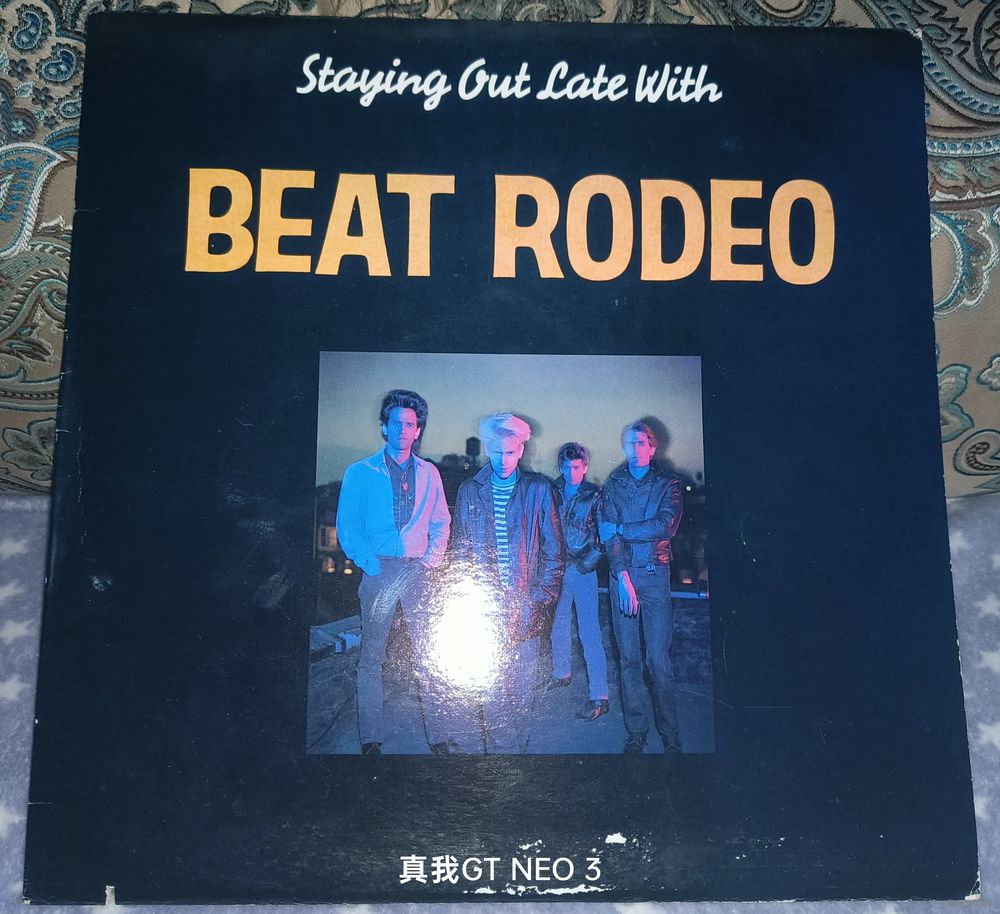 Staying Out Late With
BEAT RODEO
真我GT NEO 3